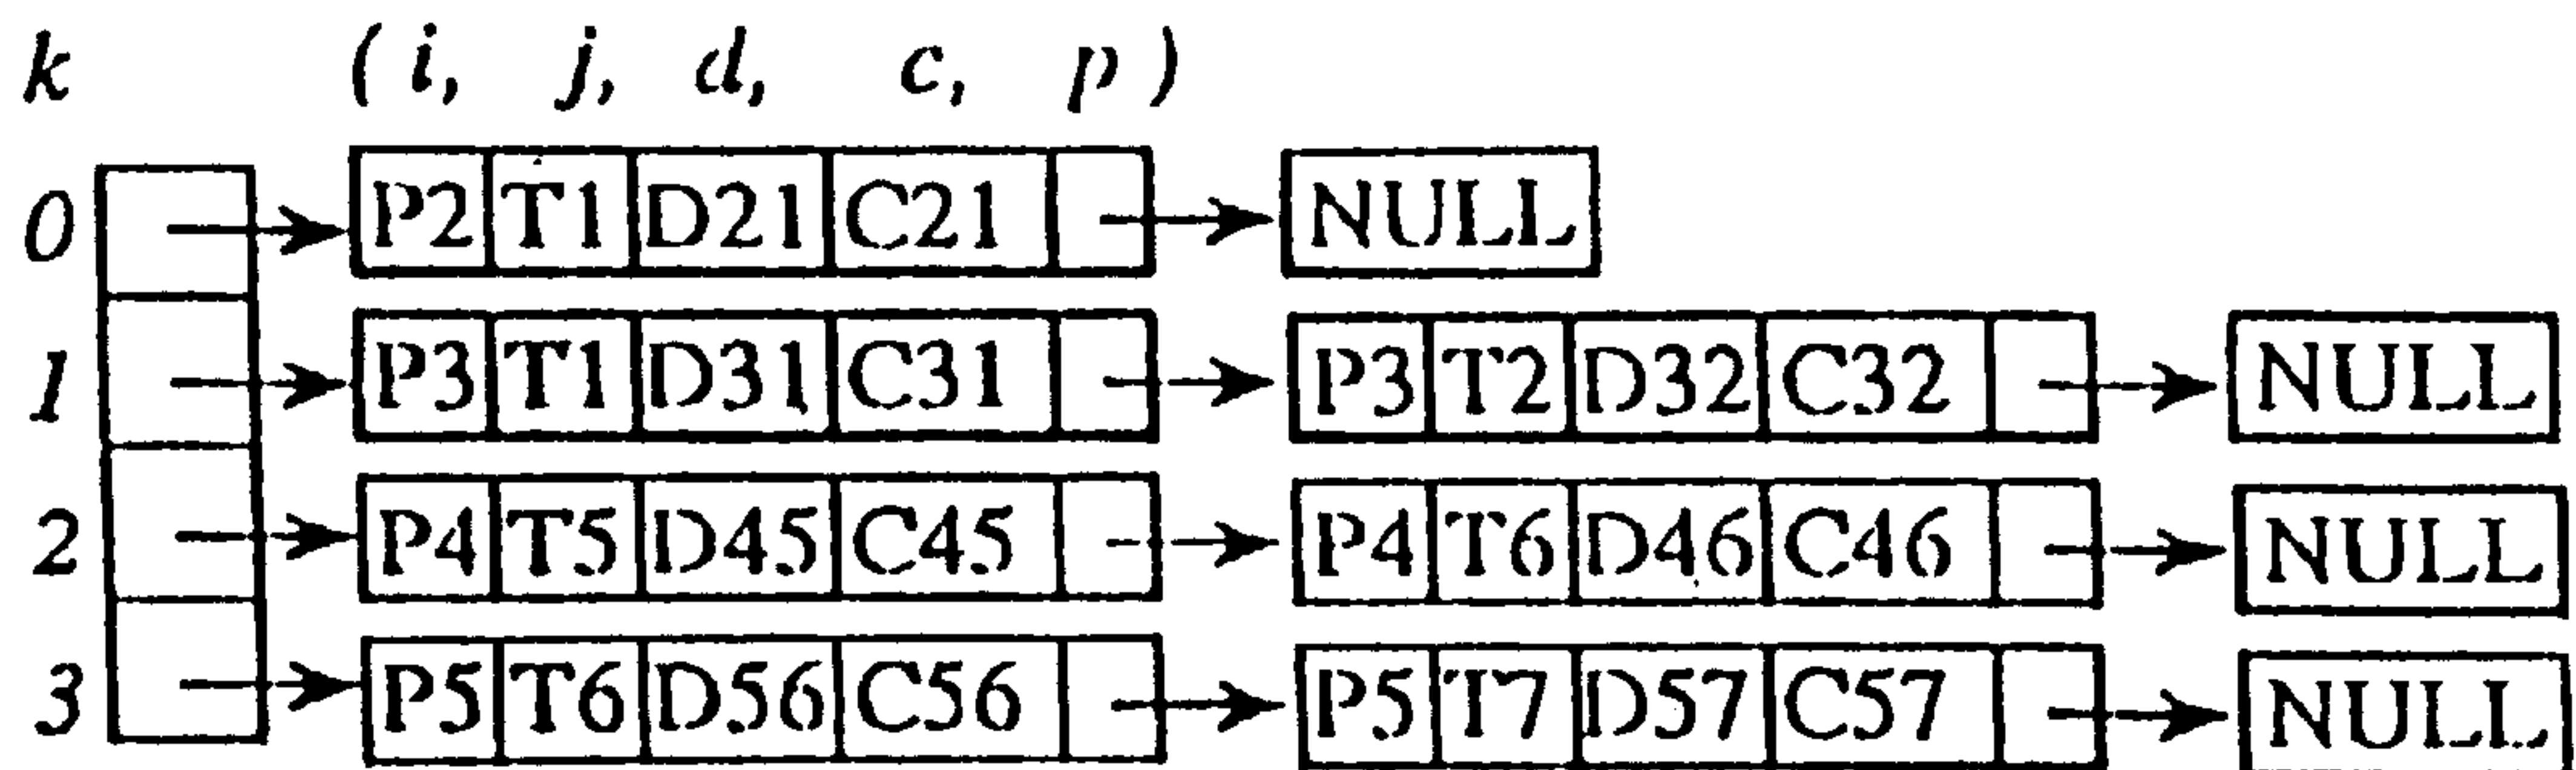 k ( i, j, d, c, p )
0 P2 T1 D21 C21 NULL
1 P3 T1 D31 C31 P3 T2 D32 C32 NULL
2 P4 T5 D45 C45 P4 T6 D46 C46 NULL
3 P5 T6 D56 C56 P5 T7 D57 C57 NULL